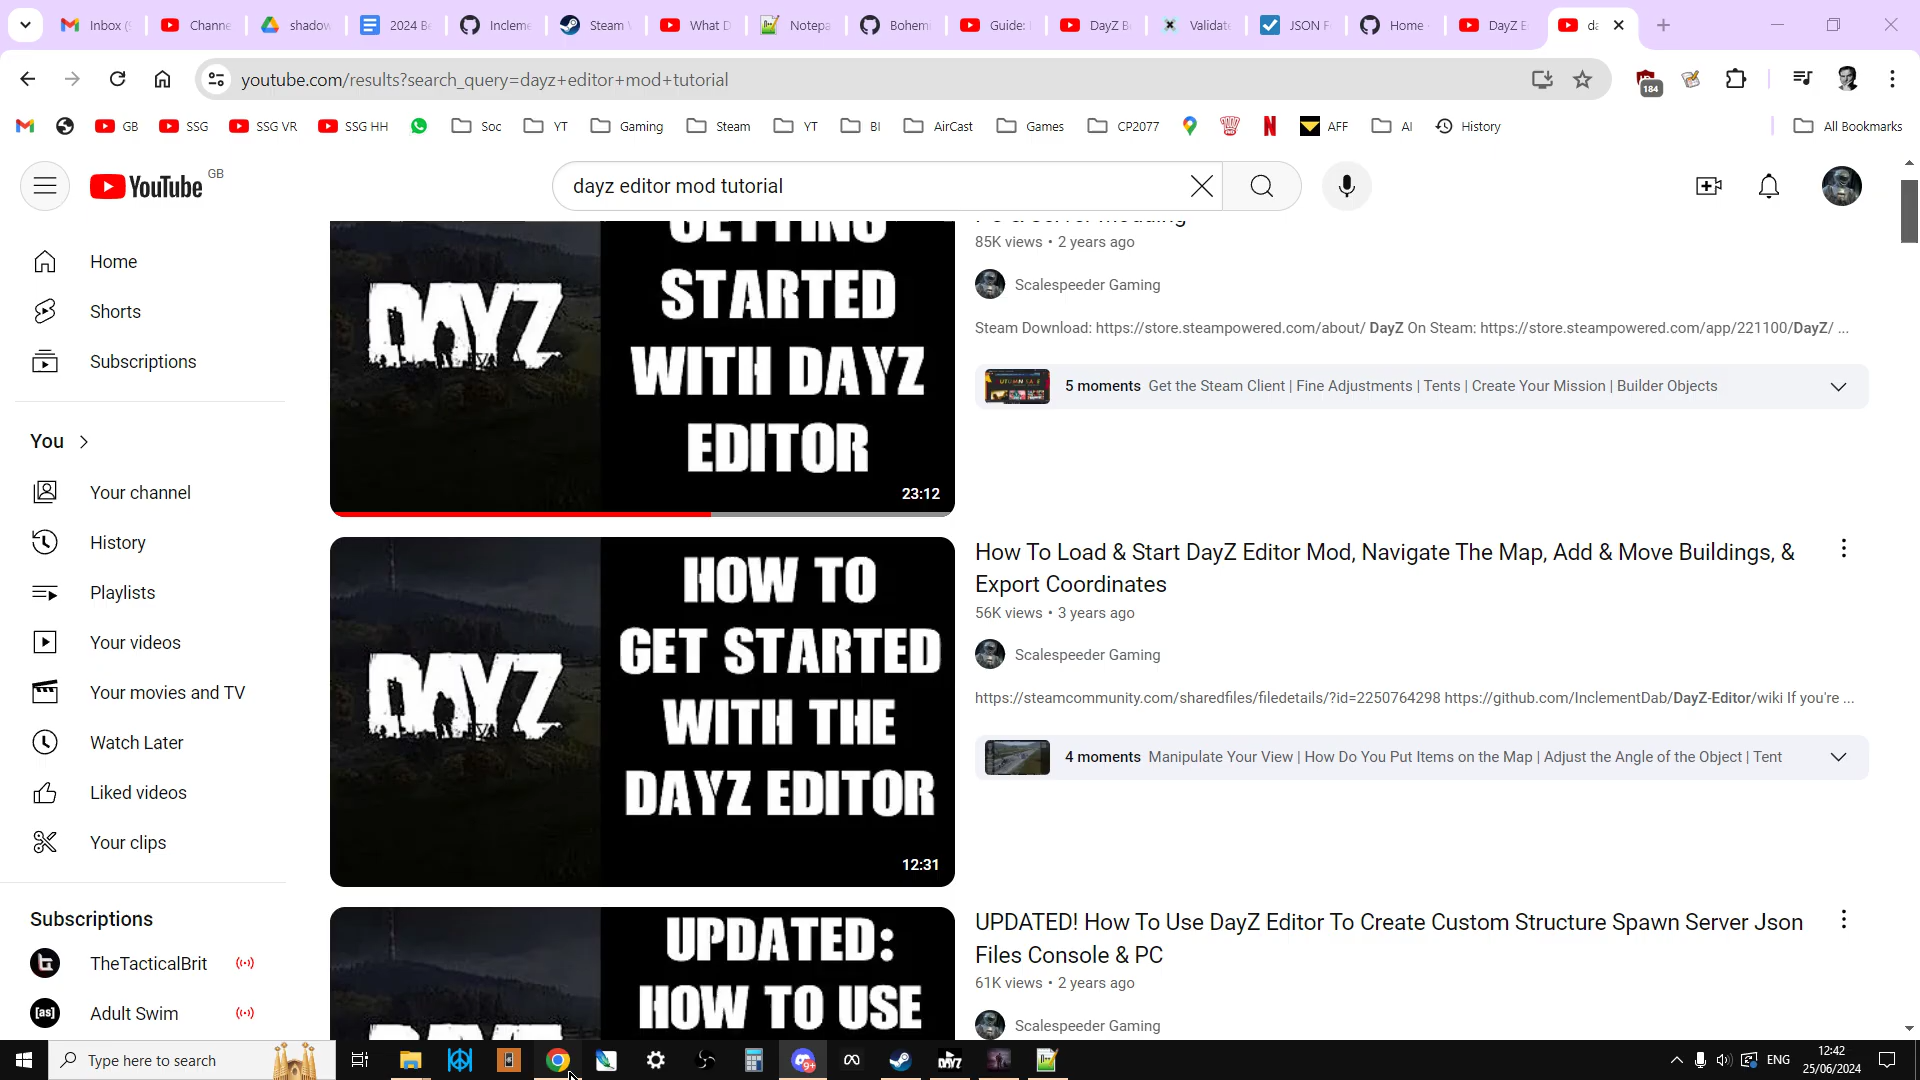 Inbox (
Channe
shadow
2024 Be
Incleme
Steam
What D
Notepa
Bohemi
Guide:
DayZ B
Validate
JSON F
Home
DayZ E
da
youtube.com/results?search_query=dayz+editor+mod+tutorial
184
GB
SSG
SSG VR
SSG HH
Soc
YT
Gaming
Steam
YT
BI
AirCast
Games
CP2077
N
AFF
AI
History
All Bookmarks
YouTube GB
dayz editor mod tutorial
Home
Shorts
Subscriptions
You
Your channel
History
Playlists
Your videos
Your movies and TV
Watch Later
Liked videos
Your clips
Subscriptions
TheTacticalBrit
[as]
Adult Swim
DAYZ
GETTING
STARTED
WITH DAYZ
EDITOR
23:12
85K views • 2 years ago
Scalespeeder Gaming
Steam Download: https://store.steampowered.com/about/ DayZ On Steam: https://store.steampowered.com/app/221100/DayZ/ ...
5 moments Get the Steam Client | Fine Adjustments | Tents | Create Your Mission | Builder Objects
DAYZ
HOW TO
GET STARTED
WITH THE
DAYZ EDITOR
12:31
How To Load & Start DayZ Editor Mod, Navigate The Map, Add & Move Buildings, &
Export Coordinates
56K views • 3 years ago
Scalespeeder Gaming
https://steamcommunity.com/sharedfiles/filedetails/?id=2250764298 https://github.com/InclementDab/DayZ-Editor/wiki If you're ...
4 moments Manipulate Your View | How Do You Put Items on the Map | Adjust the Angle of the Object | Tent
UPDATED:
HOW TO USE
UPDATED! How To Use DayZ Editor To Create Custom Structure Spawn Server Json
Files Console & PC
61K views • 2 years ago
Scalespeeder Gaming
Type here to search
9+
DAYZ
ENG
12:42
25/06/2024